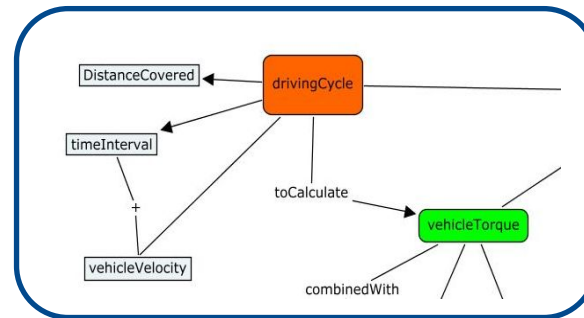 DistanceCovered
drivingCycle
timeInterval
toCalculate
+
vehicleTorque
vehicleVelocity
combinedWith